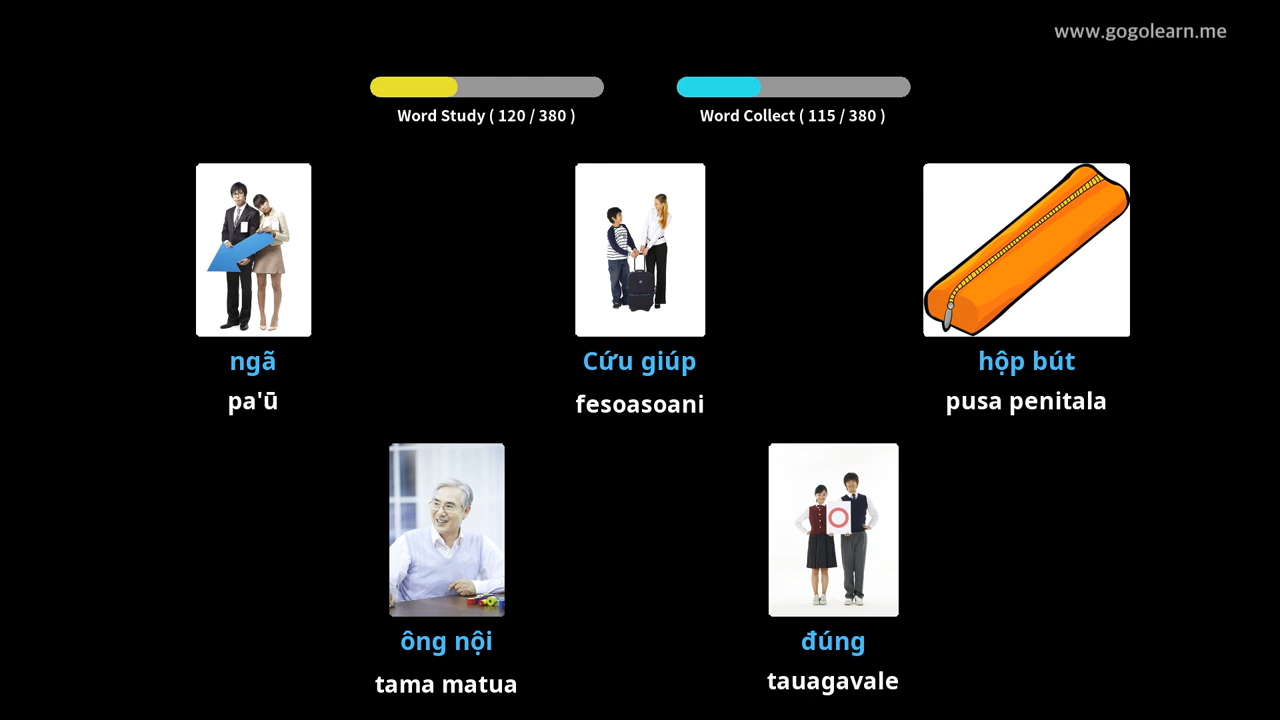 www.gogolearn.me
Word Study ( 120 / 380 )
Word Collect ( 115 / 380 )
ngã
pa'ū
Cứu giúp
fesoasoani
hộp bút
pusa penitala
ông nội
tama matua
đúng
tauagavale